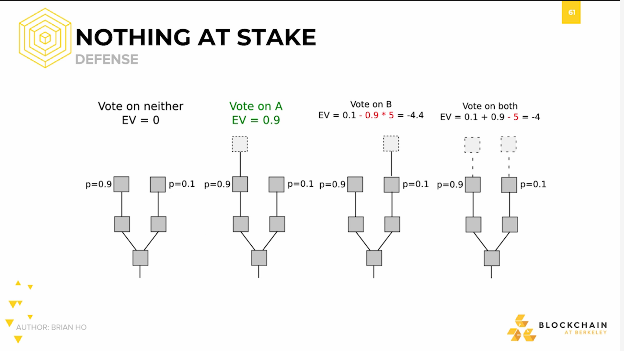 61
NOTHING AT STAKE
DEFENSE
Vote on neither
EV = 0
Vote on A
EV = 0.9
Vote on B
EV = 0.1 - 0.9 * 5 = -4.4
Vote on both
EV = 0.1 + 0.9 - 5 = -4
p=0.9
p=0.1
p=0.9
p=0.1
p=0.9
p=0.1
p=0.9
p=0.1
AUTHOR: BRIAN HO
BLOCKCHAIN
AT BERKELEY